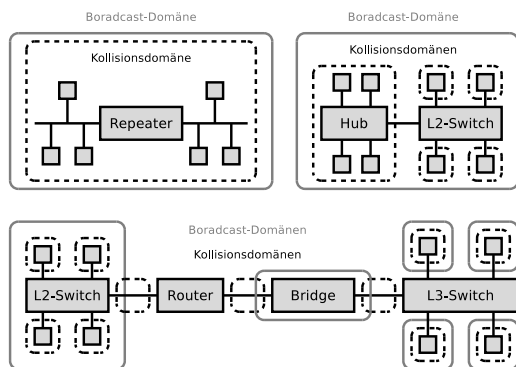 Boradcast-Domäne
Kollisionsdomäne
Repeater
Boradcast-Domäne
Kollisionsdomänen
Hub
L2-Switch
Boradcast-Domänen
Kollisionsdomänen
L2-Switch
Router
Bridge
L3-Switch